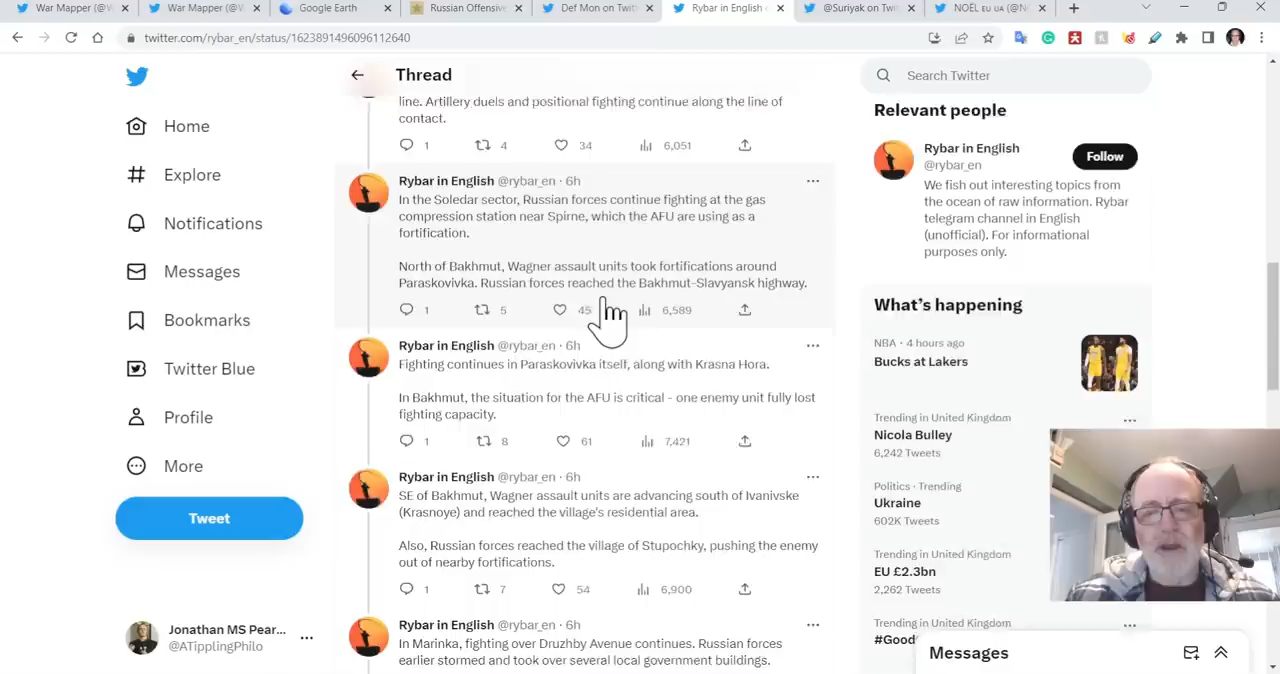 War Mapper (@W
War Mapper (@W
Google Earth
Russian Offensive
Def Mon on Twitt
Rybar in English
@Suriyak on Twi
NOËL EU UA (@N
twitter.com/rybar_en/status/1623891496096112640
Home
Explore
Notifications
Messages
Bookmarks
Twitter Blue
Profile
More
Tweet
Jonathan MS Pear...
@ATipplingPhilo
Thread
line. Artillery duels and positional fighting continue along the line of
contact.
1 4 34 6,051
Rybar in English @rybar_en · 6h
In the Soledar sector, Russian forces continue fighting at the gas
compression station near Spirne, which the AFU are using as a
fortification.
North of Bakhmut, Wagner assault units took fortifications around
Paraskovivka. Russian forces reached the Bakhmut-Slavyansk highway.
1 5 45 6,589
Rybar in English @rybar_en · 6h
Fighting continues in Paraskovivka itself, along with Krasna Hora.
In Bakhmut, the situation for the AFU is critical - one enemy unit fully lost
fighting capacity.
1 8 61 7,421
Rybar in English @rybar_en · 6h
SE of Bakhmut, Wagner assault units are advancing south of Ivanivske
(Krasnoye) and reached the village's residential area.
Also, Russian forces reached the village of Stupochky, pushing the enemy
out of nearby fortifications.
1 7 54 6,900
Rybar in English @rybar_en · 6h
In Marinka, fighting over Druzhby Avenue continues. Russian forces
earlier stormed and took over several local government buildings.
Search Twitter
Relevant people
Rybar in English
@rybar_en
Follow
We fish out interesting topics from
the ocean of raw information. Rybar
telegram channel in English
(unofficial). For informational
purposes only.
What's happening
NBA · 4 hours ago
Bucks at Lakers
Trending in United Kingdom
Nicola Bulley
6,242 Tweets
Politics · Trending
Ukraine
602K Tweets
Trending in United Kingdom
EU £2.3bn
2,262 Tweets
Trending in United Kingdom
#Good
Messages